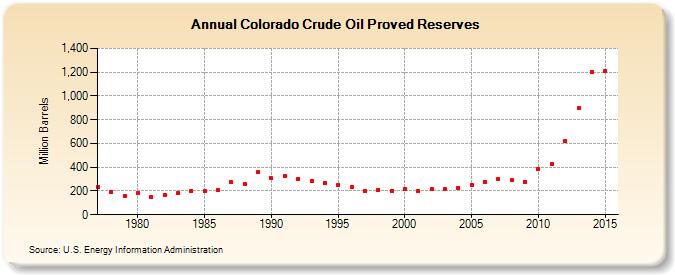 Annual Colorado Crude Oil Proved Reserves
Million Barrels
1,400
1,200
1,000
800
600
400
200
0
1980 1985 1990 1995 2000 2005 2010 2015
Source: U.S. Energy Information Administration